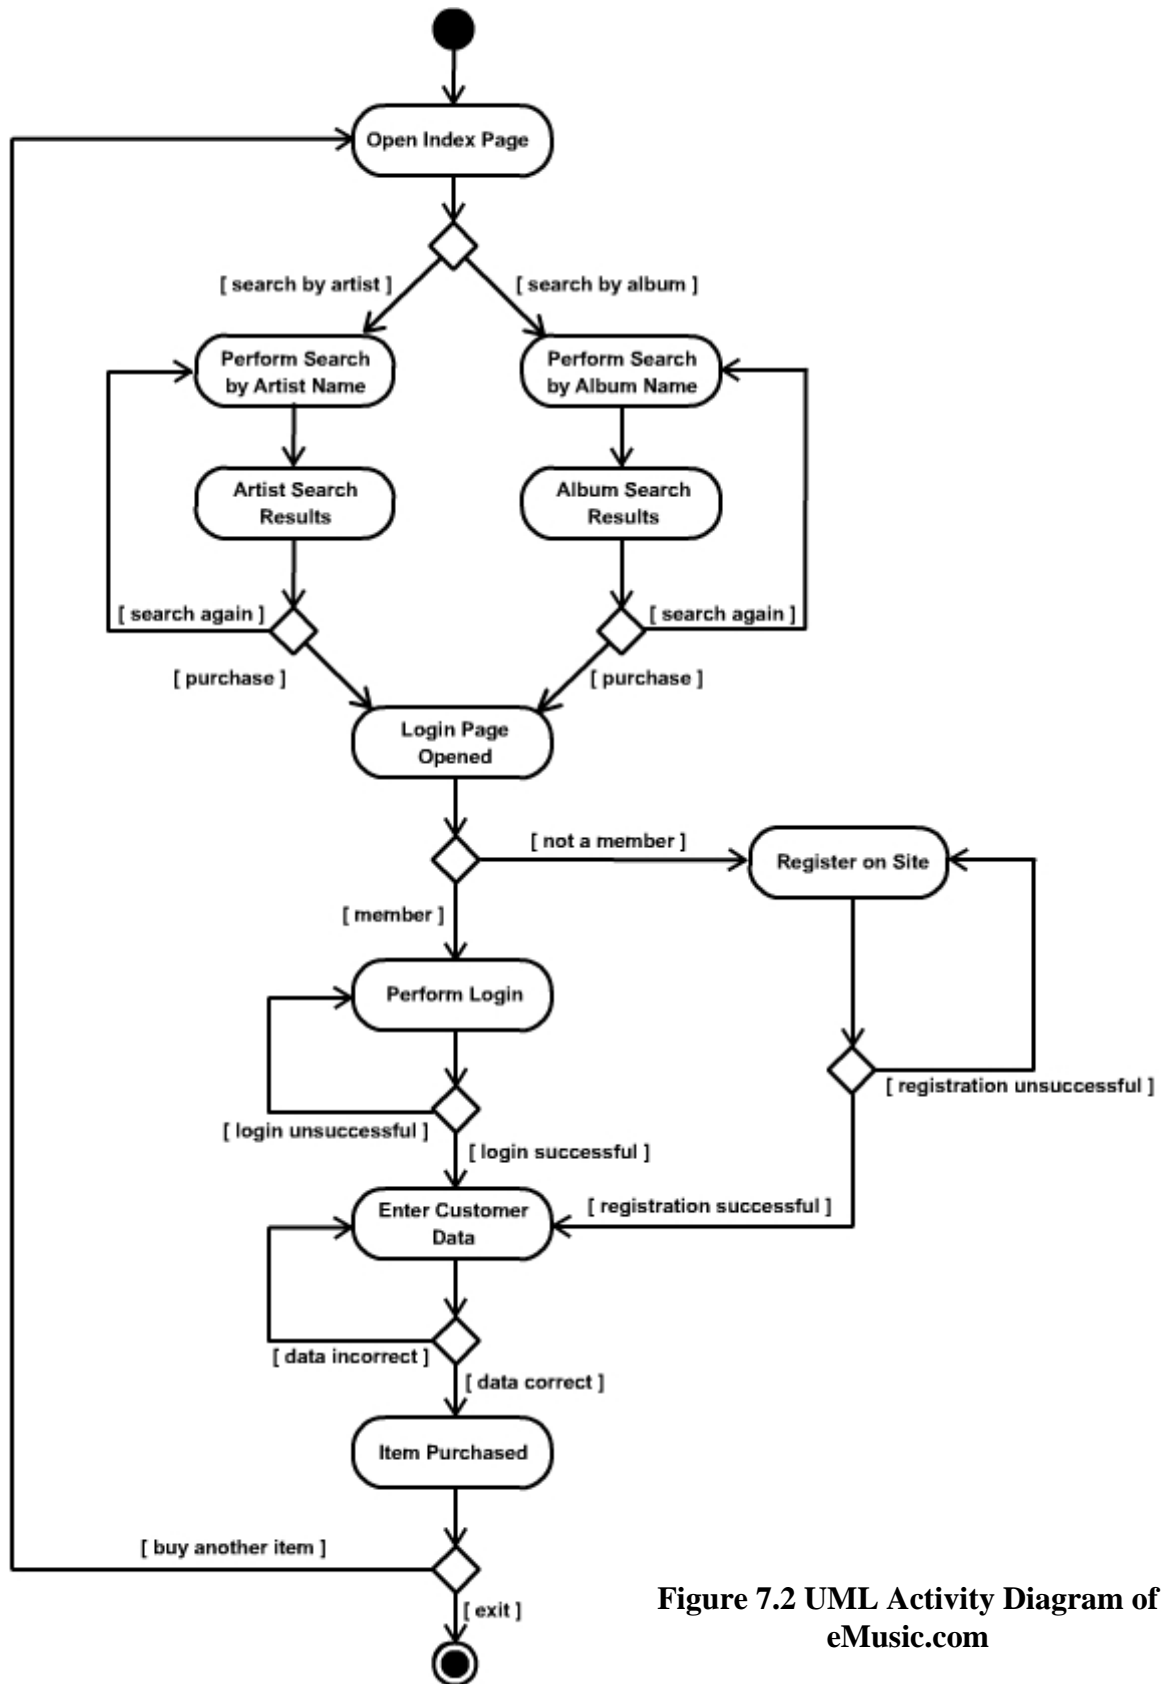 Open Index Page
[ search by artist ]
[ search by album ]
Perform Search
by Artist Name
Perform Search
by Album Name
Artist Search
Results
Album Search
Results
[ search again ]
[ search again ]
[ purchase ]
[ purchase ]
Login Page
Opened
[ not a member ]
Register on Site
[ member ]
Perform Login
[ registration unsuccessful ]
[ login unsuccessful ]
[ login successful ]
Enter Customer
Data
[ registration successful ]
[ data incorrect ]
[ data correct ]
Item Purchased
[ buy another item ]
[ exit ]
Figure 7.2 UML Activity Diagram of
eMusic.com